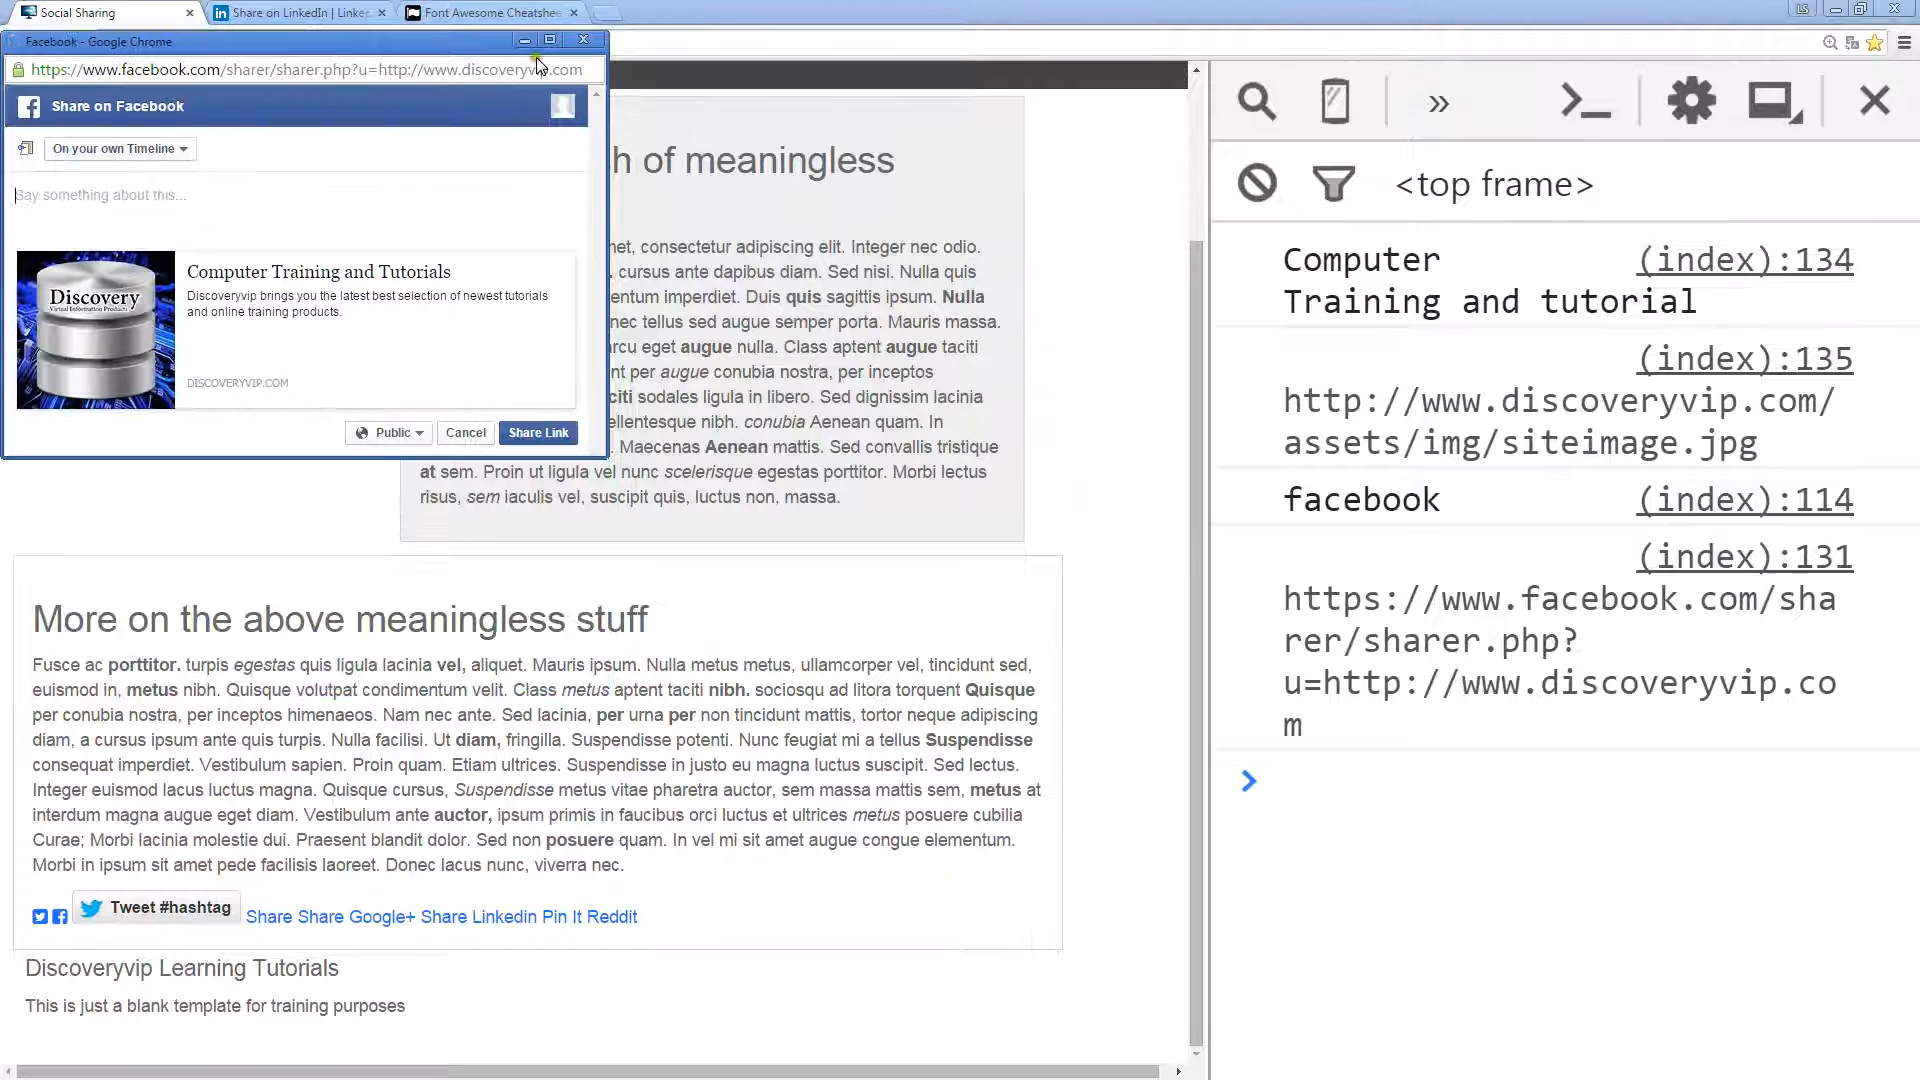 Social Sharing
Share on LinkedIn | Linke
Font Awesome Cheatshe
Facebook - Google Chrome
https://www.facebook.com/sharer/sharer.php?u=http://www.discoveryvip.com
Share on Facebook
On your own Timeline
Say something about this...
Discovery
Virtual Information Products
Computer Training and Tutorials
Discoveryvip brings you the latest best selection of newest tutorials
and online training products.
DISCOVERYVIP.COM
Public
Cancel
Share Link
h of meaningless
et, consectetur adipiscing elit. Integer nec odio.
cursus ante dapibus diam. Sed nisi. Nulla quis
entum imperdiet. Duis quis sagittis ipsum. Nulla
nec tellus sed augue semper porta. Mauris massa.
arcu eget augue nulla. Class aptent augue taciti
nt per augue conubia nostra, per inceptos
citi sodales ligula in libero. Sed dignissim lacinia
ellentesque nibh. conubia Aenean quam. In
. Maecenas Aenean mattis. Sed convallis tristique
at sem. Proin ut ligula vel nunc scelerisque egestas porttitor. Morbi lectus
risus, sem iaculis vel, suscipit quis, luctus non, massa.
More on the above meaningless stuff
Fusce ac porttitor. turpis egestas quis ligula lacinia vel, aliquet. Mauris ipsum. Nulla metus metus, ullamcorper vel, tincidunt sed,
euismod in, metus nibh. Quisque volutpat condimentum velit. Class metus aptent taciti nibh. sociosqu ad litora torquent Quisque
per conubia nostra, per inceptos himenaeos. Nam nec ante. Sed lacinia, per urna per non tincidunt mattis, tortor neque adipiscing
diam, a cursus ipsum ante quis turpis. Nulla facilisi. Ut diam, fringilla. Suspendisse potenti. Nunc feugiat mi a tellus Suspendisse
consequat imperdiet. Vestibulum sapien. Proin quam. Etiam ultrices. Suspendisse in justo eu magna luctus suscipit. Sed lectus.
Integer euismod lacus luctus magna. Quisque cursus, Suspendisse metus vitae pharetra auctor, sem massa mattis sem, metus at
interdum magna augue eget diam. Vestibulum ante auctor, ipsum primis in faucibus orci luctus et ultrices metus posuere cubilia
Curae; Morbi lacinia molestie dui. Praesent blandit dolor. Sed non posuere quam. In vel mi sit amet augue congue elementum.
Morbi in ipsum sit amet pede facilisis laoreet. Donec lacus nunc, viverra nec.
Tweet #hashtag Share Share Google+ Share Linkedin Pin It Reddit
Discoveryvip Learning Tutorials
This is just a blank template for training purposes
LS
<top frame>
Computer (index):134
Training and tutorial
(index):135
http://www.discoveryvip.com/
assets/img/siteimage.jpg
facebook (index):114
(index):131
https://www.facebook.com/sha
rer/sharer.php?
u=http://www.discoveryvip.co
m